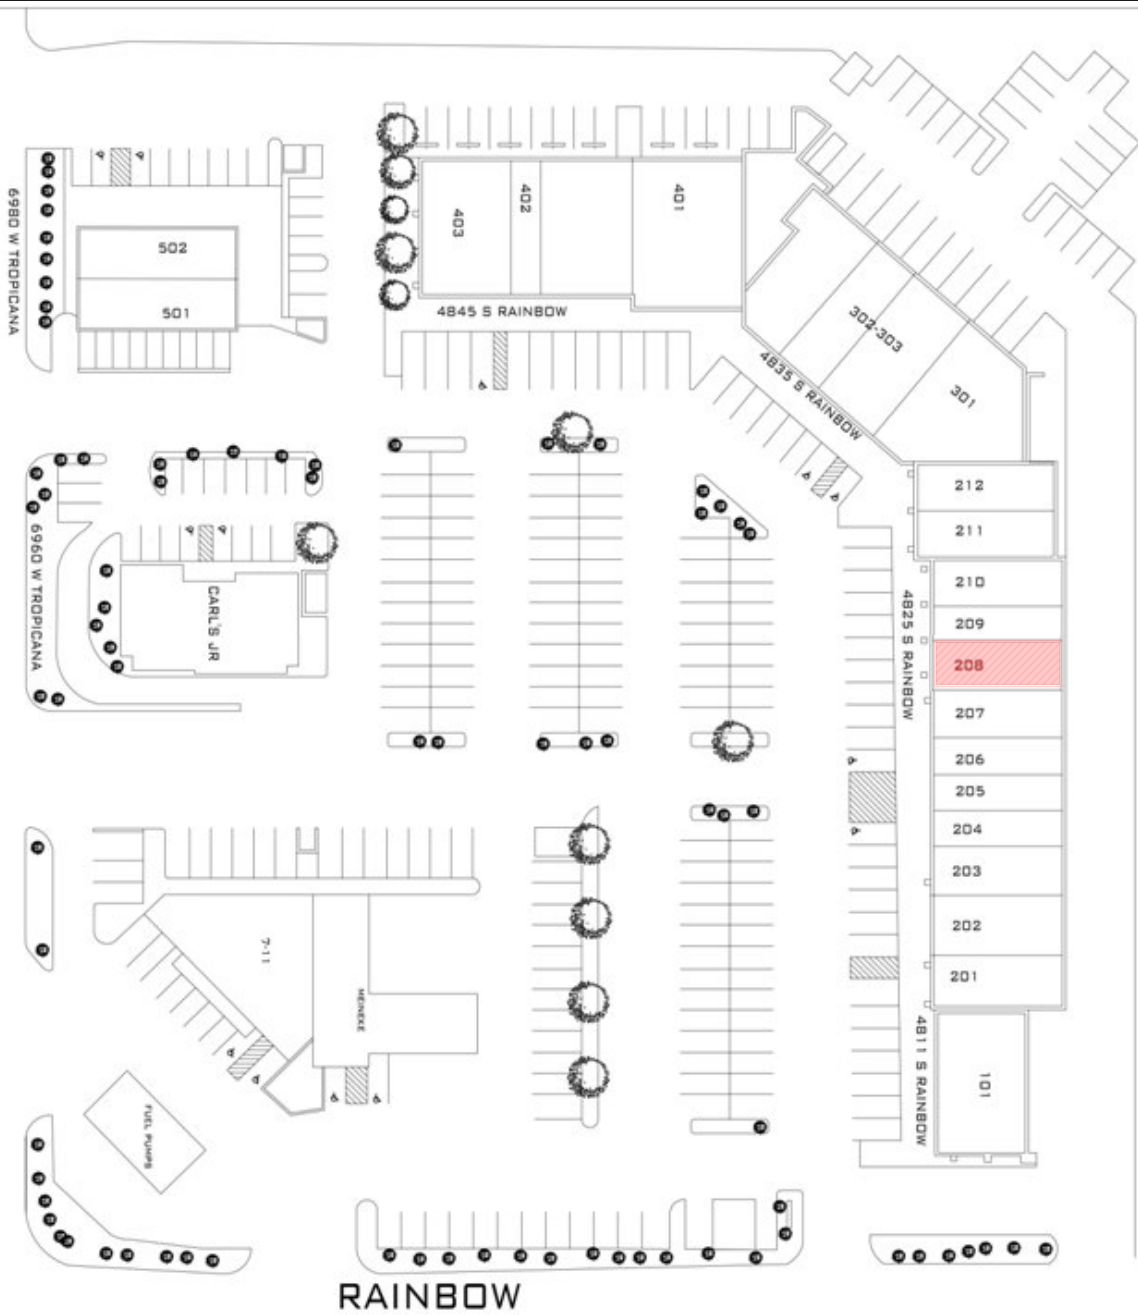 6980 W TROPICANA
502
501
403
402
401
4845 S RAINBOW
302-303
301
4835 S RAINBOW
212
211
210
209
208
207
206
205
204
203
202
201
4825 S RAINBOW
6960 W TROPICANA
CARL'S JR
7-11
MEINEKE
FUEL PUMPS
4811 S RAINBOW
101
RAINBOW